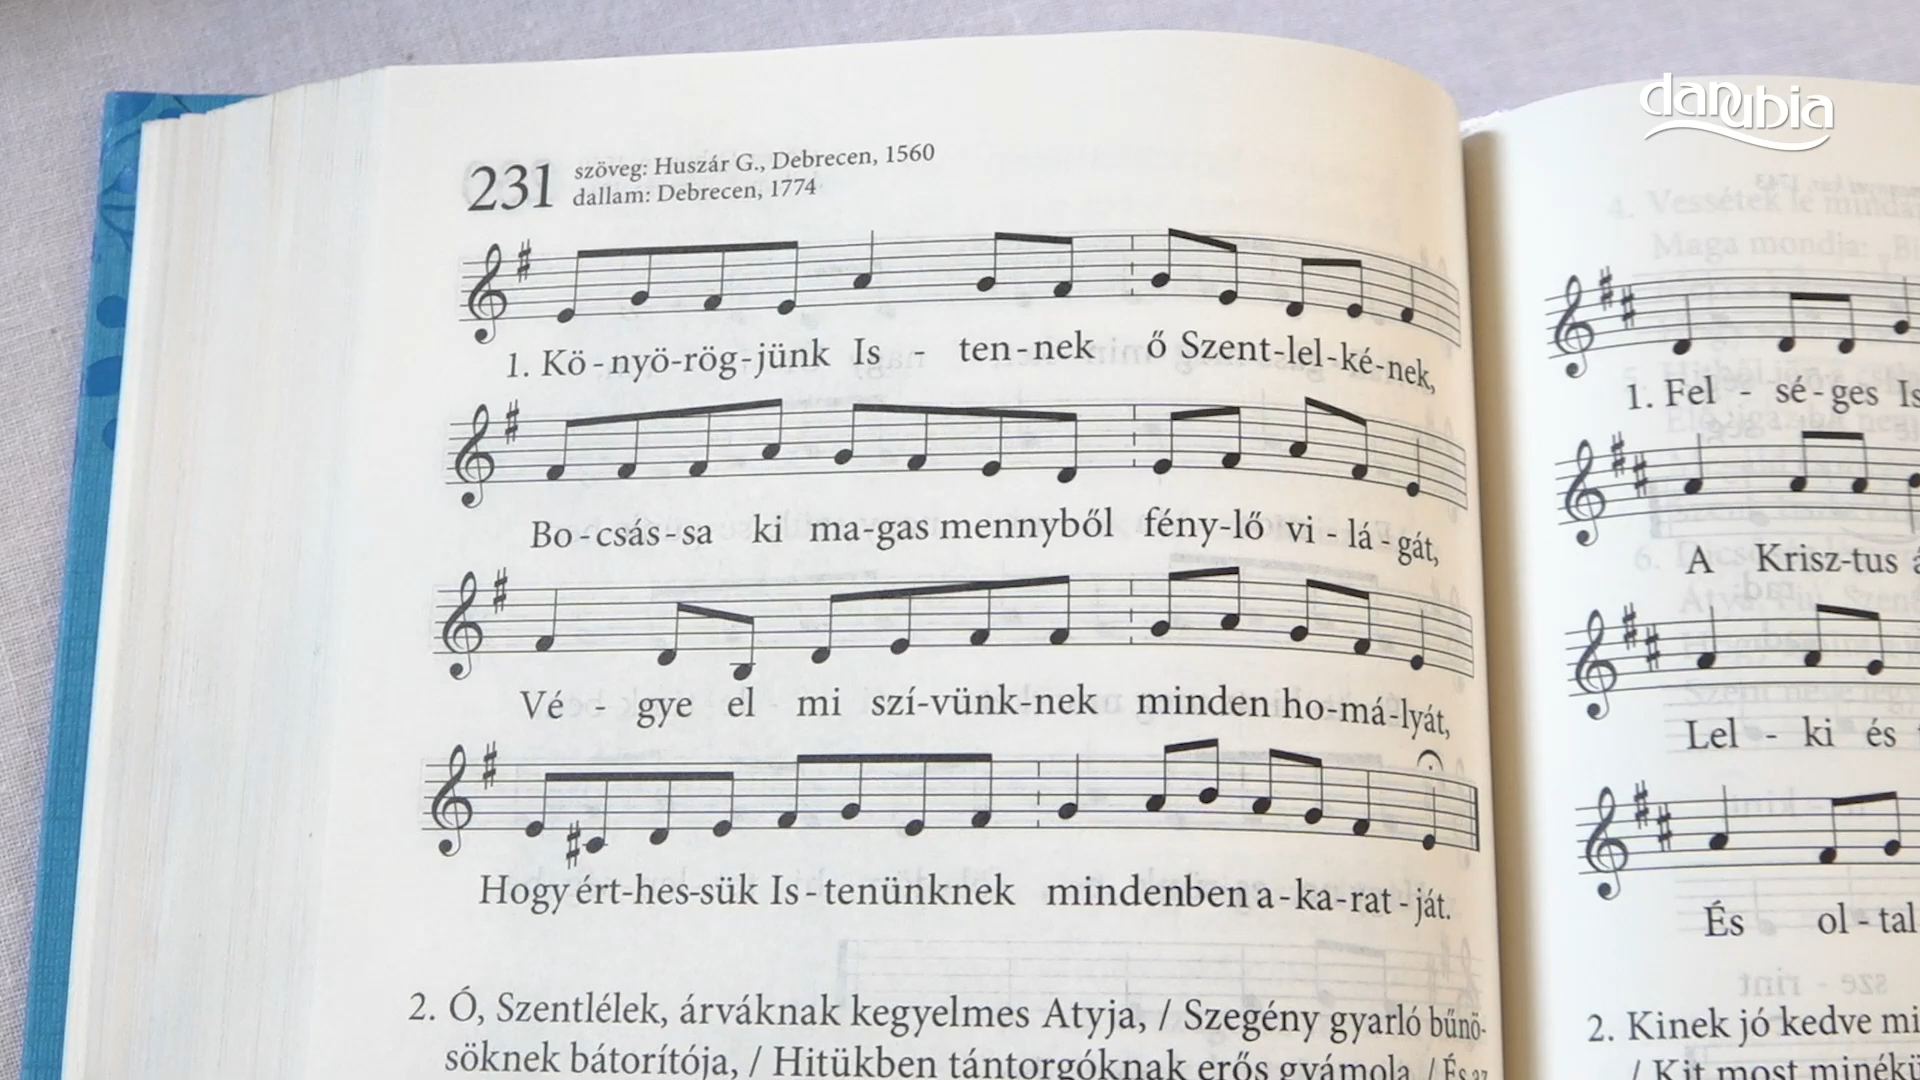 danubia
231 szöveg: Huszár G., Debrecen, 1560
dallam: Debrecen, 1774
1. Kö-nyö-rög-jünk Is - ten-nek ő Szent-lel-ké-nek,
Bo-csás-sa ki ma-gas mennyből fény-lő vi-lá-gát,
Vé - gye el mi szí-vünk-nek minden ho-má-lyát,
Hogy ért-hes-sük Is-tenünknek mindenben a-ka-rat-ját.
2. Ó, Szentlélek, árváknak kegyelmes Atyja, / Szegény gyarló bűnö-
söknek bátorítója, / Hitükben tántorgóknak erős gyámola, / És az
1. Fel - sé-ges
A Krisz-tus
Lel - ki és
És ol-tal
2. Kinek jó kedve
/ Kit most